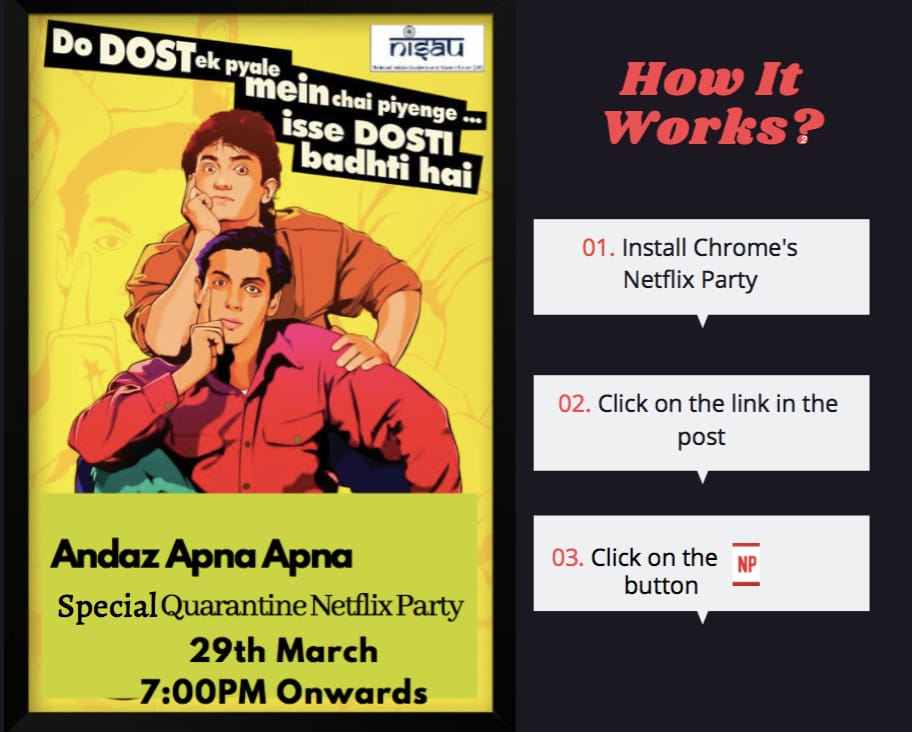 Do DOST ek pyale
mein chai piyenge ...
isse DOSTI
badhti hai
nisau
Andaz Apna Apna
Special Quarantine Netflix Party
29th March
7:00PM Onwards
How It
Works?
2
01. Install Chrome's
Netflix Party
02. Click on the link in the
post
03. Click on the
button
NP